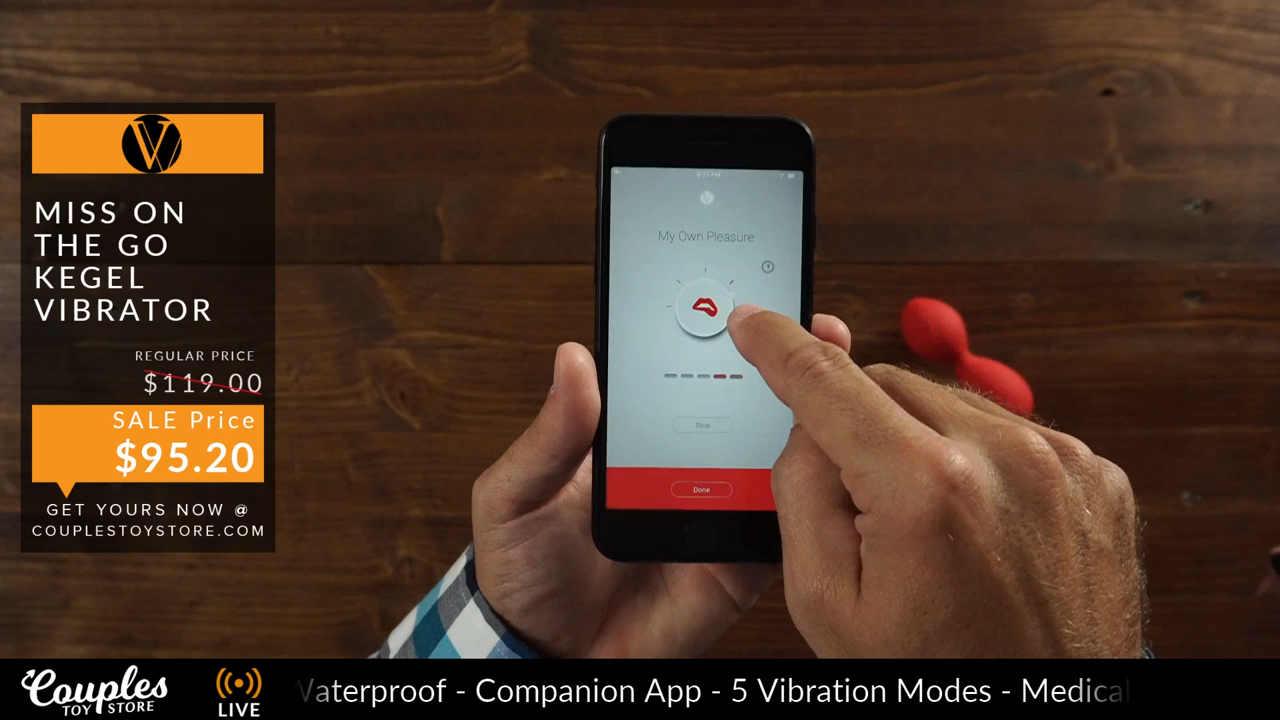 V
MISS ON
THE GO
KEGEL
VIBRATOR
REGULAR PRICE
$119.00
SALE Price
$95.20
GET YOURS NOW @
COUPLESTOYSTORE.COM
My Own Pleasure
?
Stop
Done
Couples
TOY STORE
LIVE
Waterproof - Companion App - 5 Vibration Modes - Medical